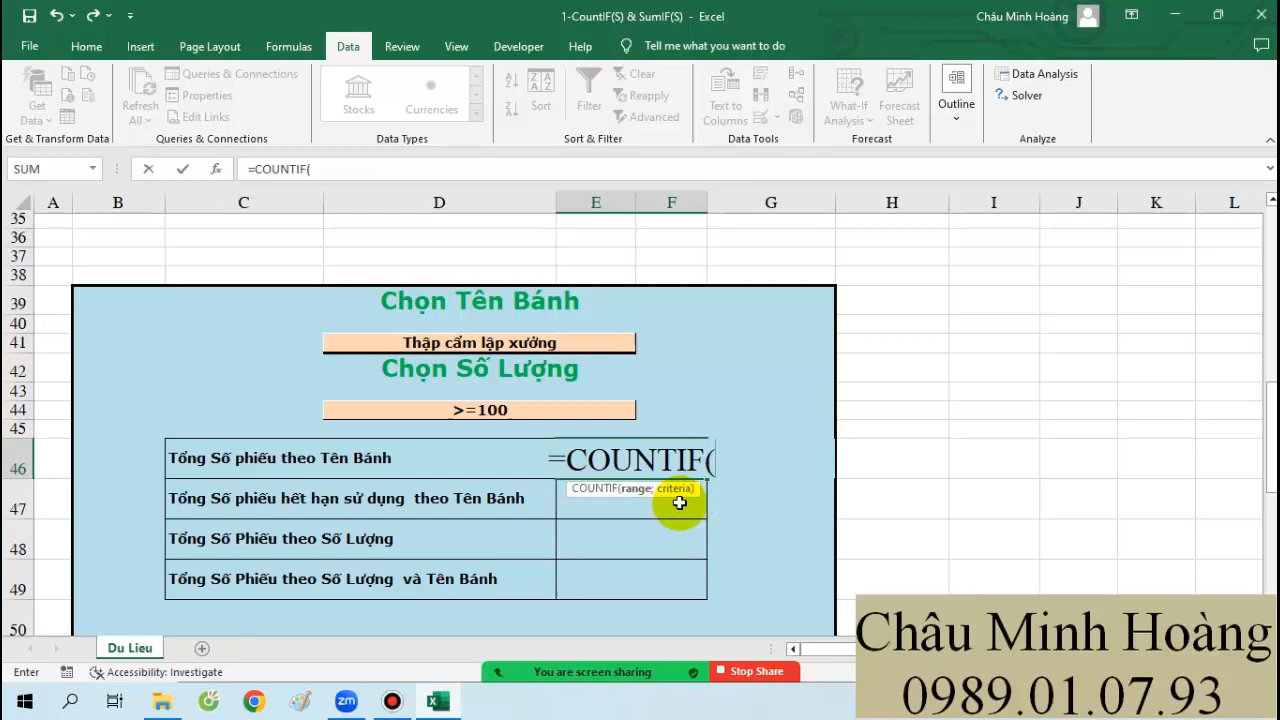 1-CountIF(S) & SumIF(S) - Excel
Châu Minh Hoàng
File Home Insert Page Layout Formulas Data Review View Developer Help Tell me what you want to do
Get Data
Refresh All
Queries & Connections
Properties
Edit Links
Stocks
Currencies
Sort
Filter
Clear
Reapply
Advanced
Text to Columns
What-If Analysis
Forecast Sheet
Outline
Data Analysis
Solver
Get & Transform Data Queries & Connections Data Types Sort & Filter Data Tools Forecast Analyze
SUM fx =COUNTIF(
A B C D E F G H I J K L
35
36
37
38
39 Chọn Tên Bánh
40
41 Thập cẩm lập xưởng
42 Chọn Số Lượng
43
44 >=100
45
46 Tổng Số phiếu theo Tên Bánh =COUNTIF(
COUNTIF(range; criteria)
47 Tổng Số phiếu hết hạn sử dụng theo Tên Bánh
48 Tổng Số Phiếu theo Số Lượng
49 Tổng Số Phiếu theo Số Lượng và Tên Bánh
50
Du Lieu
Enter Accessibility: Investigate
You are screen sharing Stop Share
zm
Châu Minh Hoàng
0989.01.07.93